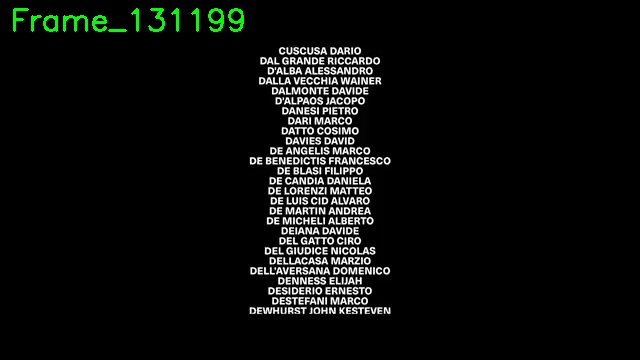 Frame_131199
CUSCUSA DARIO
DAL GRANDE RICCARDO
D'ALBA ALESSANDRO
DALLA VECCHIA WAINER
DALMONTE DAVIDE
D'ALPAOS JACOPO
DANESI PIETRO
DARI MARCO
DATTO COSIMO
DAVIES DAVID
DE ANGELIS MARCO
DE BENEDICTIS FRANCESCO
DE BLASI FILIPPO
DE CANDIA DANIELA
DE LORENZI MATTEO
DE LUIS CID ALVARO
DE MARTIN ANDREA
DE MICHELI ALBERTO
DEIANA DAVIDE
DEL GATTO CIRO
DEL GIUDICE NICOLAS
DELLACASA MARZIO
DELL'AVERSANA DOMENICO
DENNESS ELIJAH
DESIDERIO ERNESTO
DESTEFANI MARCO
DEWHURST JOHN KESTEVEN